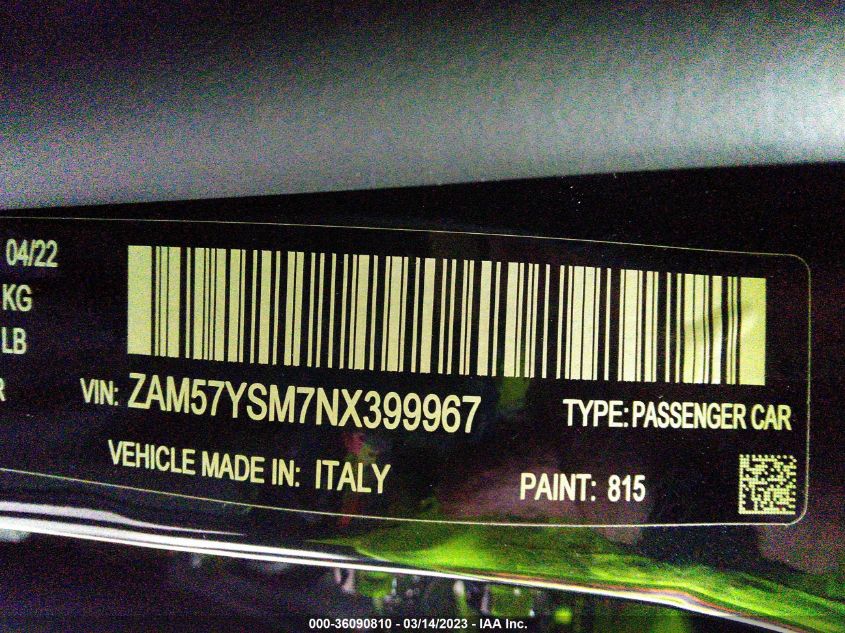 04/22
KG
LB
R
VIN: ZAM57YSM7NX399967
TYPE: PASSENGER CAR
VEHICLE MADE IN: ITALY
PAINT: 815
000-36090810 - 03/14/2023 - IAA Inc.